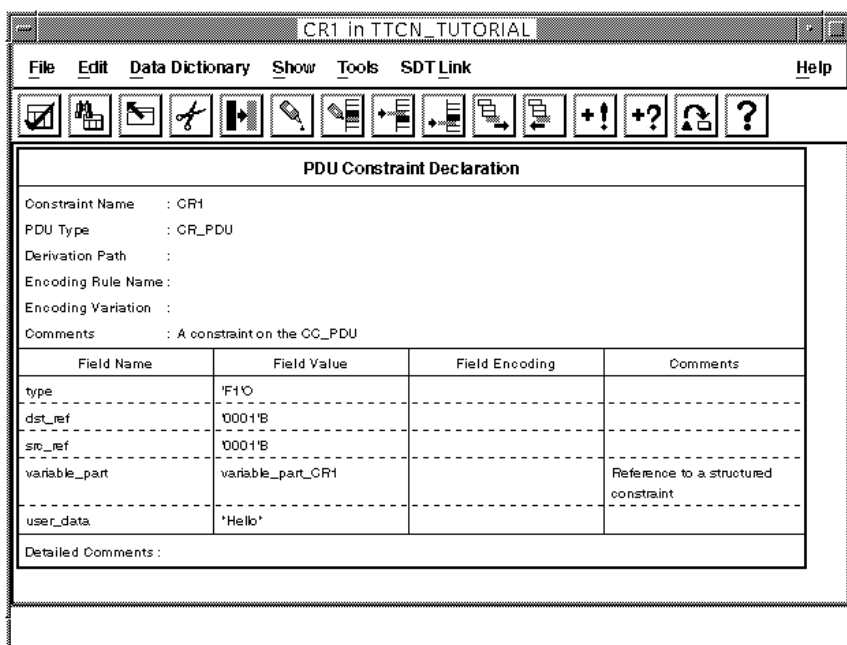 CR1 in TTCN_TUTORIAL
File Edit Data Dictionary Show Tools SDT Link Help
+! +? ?
PDU Constraint Declaration
Constraint Name : CR1
PDU Type : CR_PDU
Derivation Path :
Encoding Rule Name :
Encoding Variation :
Comments : A constraint on the CC_PDU
Field Name Field Value Field Encoding Comments
type 'F1'O
dst_ref '0001'B
src_ref '0001'B
variable_part variable_part_CR1 Reference to a structured
constraint
user_data "Hello"
Detailed Comments :